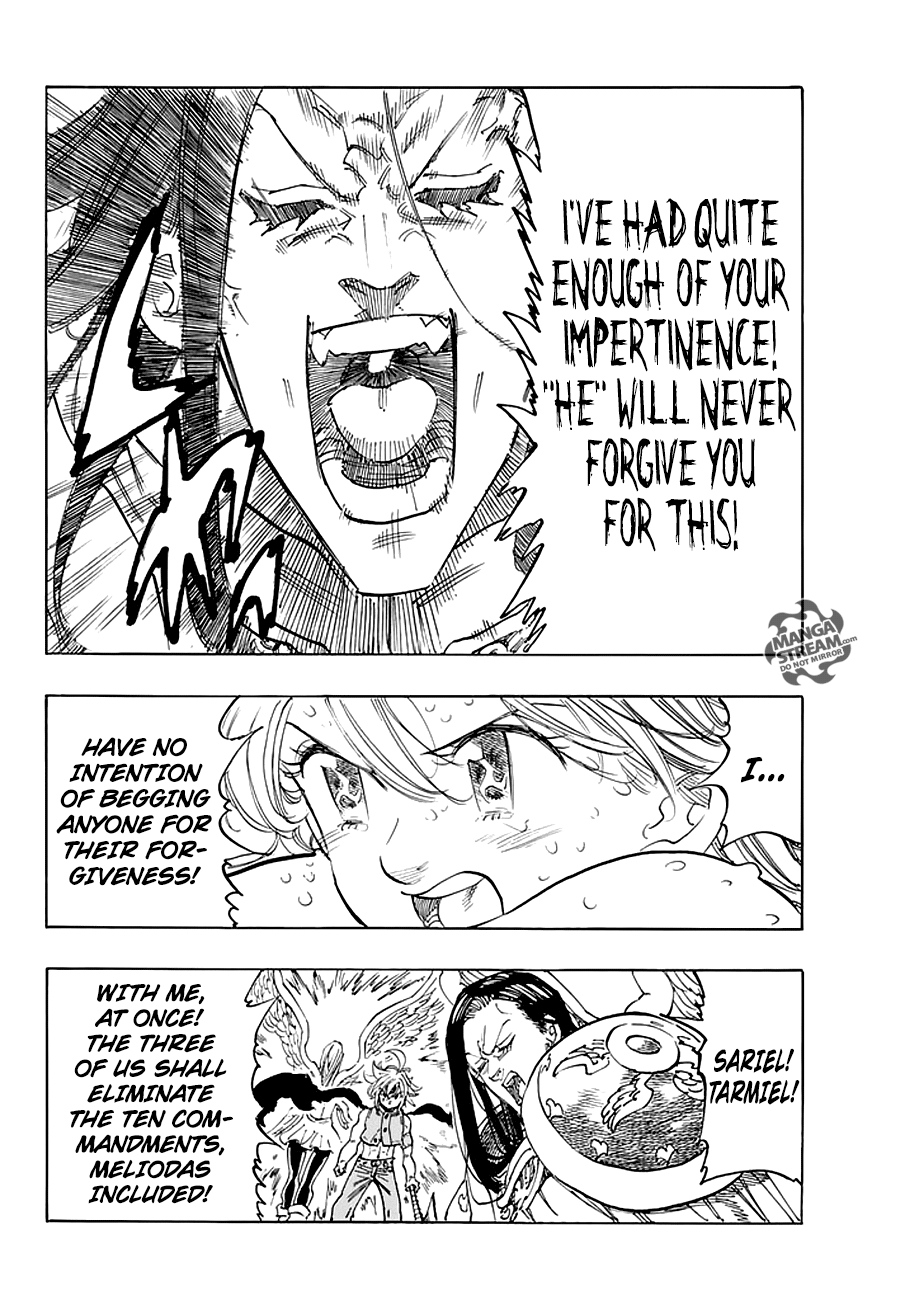 I'VE HAD QUITE
ENOUGH OF YOUR
IMPERTINENCE!
"HE" WILL NEVER
FORGIVE YOU
FOR THIS!
MANGA
STREAM.com
DO NOT MIRROR
I...
HAVE NO
INTENTION
OF BEGGING
ANYONE FOR
THEIR FOR-
GIVENESS!
SARIEL!
TARMIEL!
WITH ME,
AT ONCE!
THE THREE
OF US SHALL
ELIMINATE
THE TEN COM-
MANDMENTS,
MELIODAS
INCLUDED!